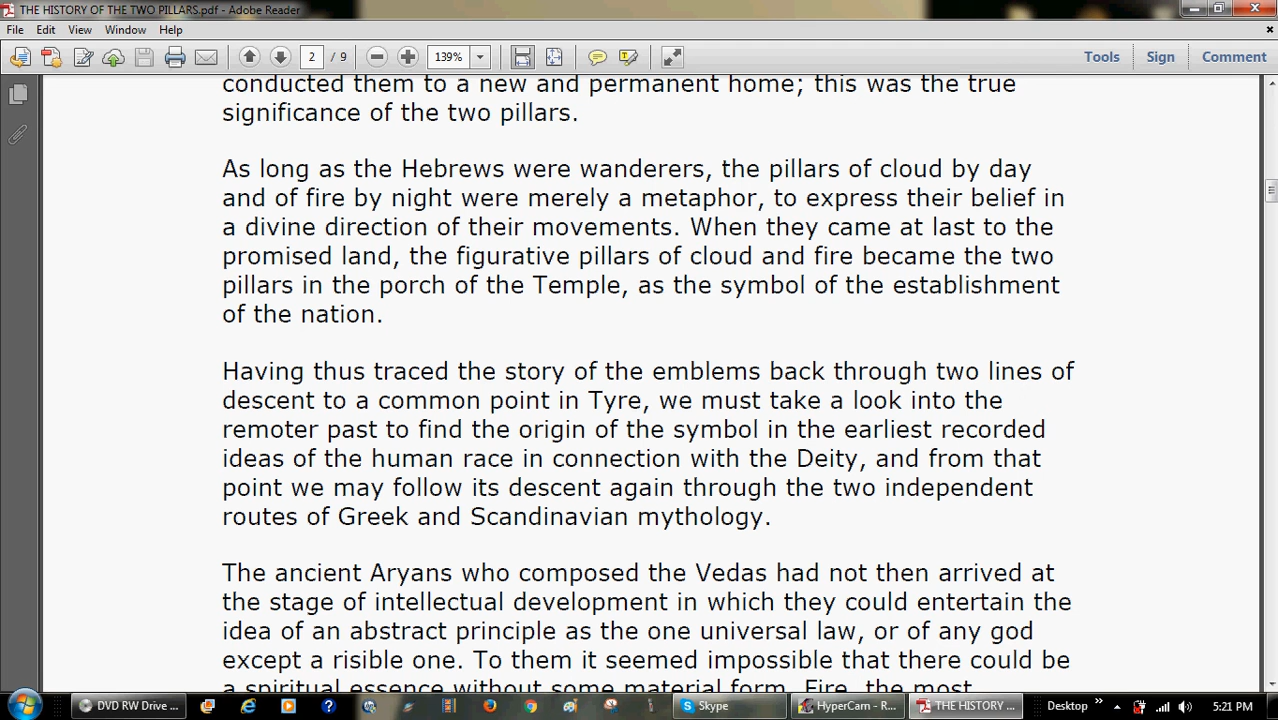 THE HISTORY OF THE TWO PILLARS.pdf - Adobe Reader
File Edit View Window Help
2 / 9 139% Tools Sign Comment
conducted them to a new and permanent home; this was the true
significance of the two pillars.
As long as the Hebrews were wanderers, the pillars of cloud by day
and of fire by night were merely a metaphor, to express their belief in
a divine direction of their movements. When they came at last to the
promised land, the figurative pillars of cloud and fire became the two
pillars in the porch of the Temple, as the symbol of the establishment
of the nation.
Having thus traced the story of the emblems back through two lines of
descent to a common point in Tyre, we must take a look into the
remoter past to find the origin of the symbol in the earliest recorded
ideas of the human race in connection with the Deity, and from that
point we may follow its descent again through the two independent
routes of Greek and Scandinavian mythology.
The ancient Aryans who composed the Vedas had not then arrived at
the stage of intellectual development in which they could entertain the
idea of an abstract principle as the one universal law, or of any god
except a risible one. To them it seemed impossible that there could be
a spiritual essence without some material form. Fire, the most
DVD RW Drive ... Skype HyperCam - R... THE HISTORY ... Desktop » 5:21 PM